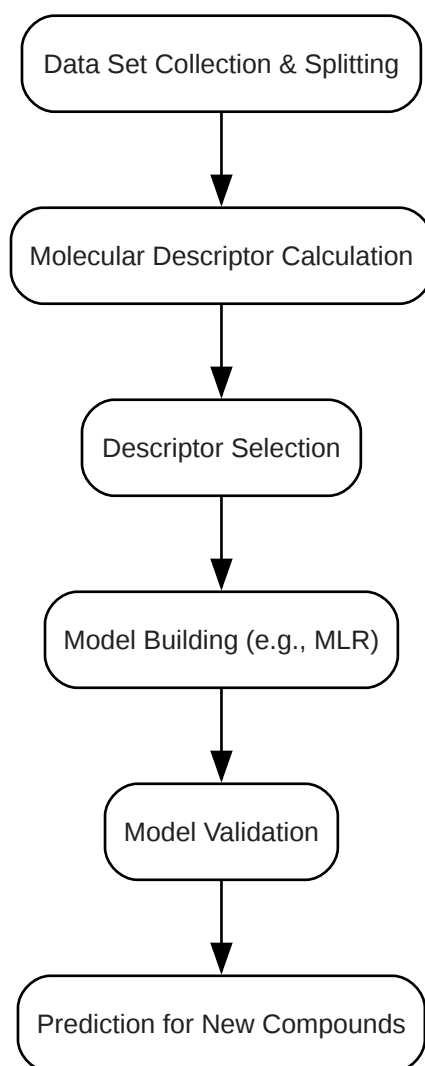 Data Set Collection & Splitting
Molecular Descriptor Calculation
Descriptor Selection
Model Building (e.g., MLR)
Model Validation
Prediction for New Compounds